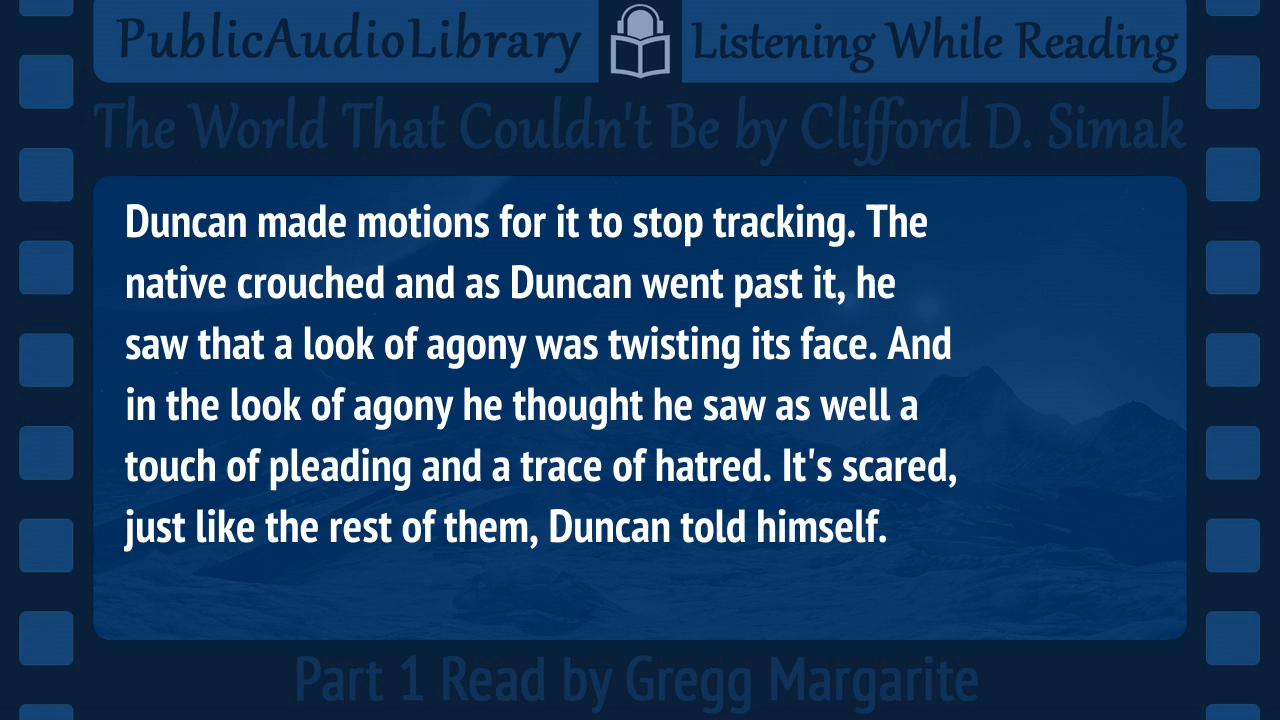 PublicAudioLibrary Listening While Reading
The World That Couldn't Be by Clifford D. Simak
Duncan made motions for it to stop tracking. The
native crouched and as Duncan went past it, he
saw that a look of agony was twisting its face. And
in the look of agony he thought he saw as well a
touch of pleading and a trace of hatred. It's scared,
just like the rest of them, Duncan told himself.
Part 1 Read by Gregg Margarite